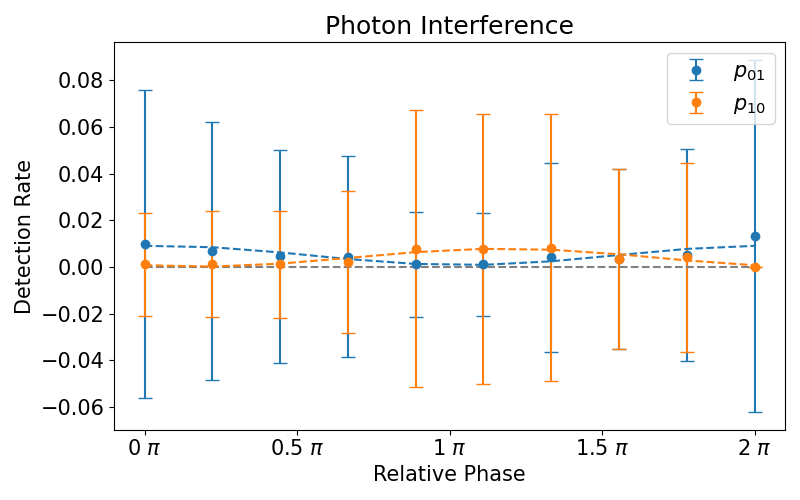 Photon Interference
Detection Rate
0.08
0.06
0.04
0.02
0.00
−0.02
−0.04
−0.06
p₀₁
p₁₀
0 π
0.5 π
1 π
1.5 π
2 π
Relative Phase